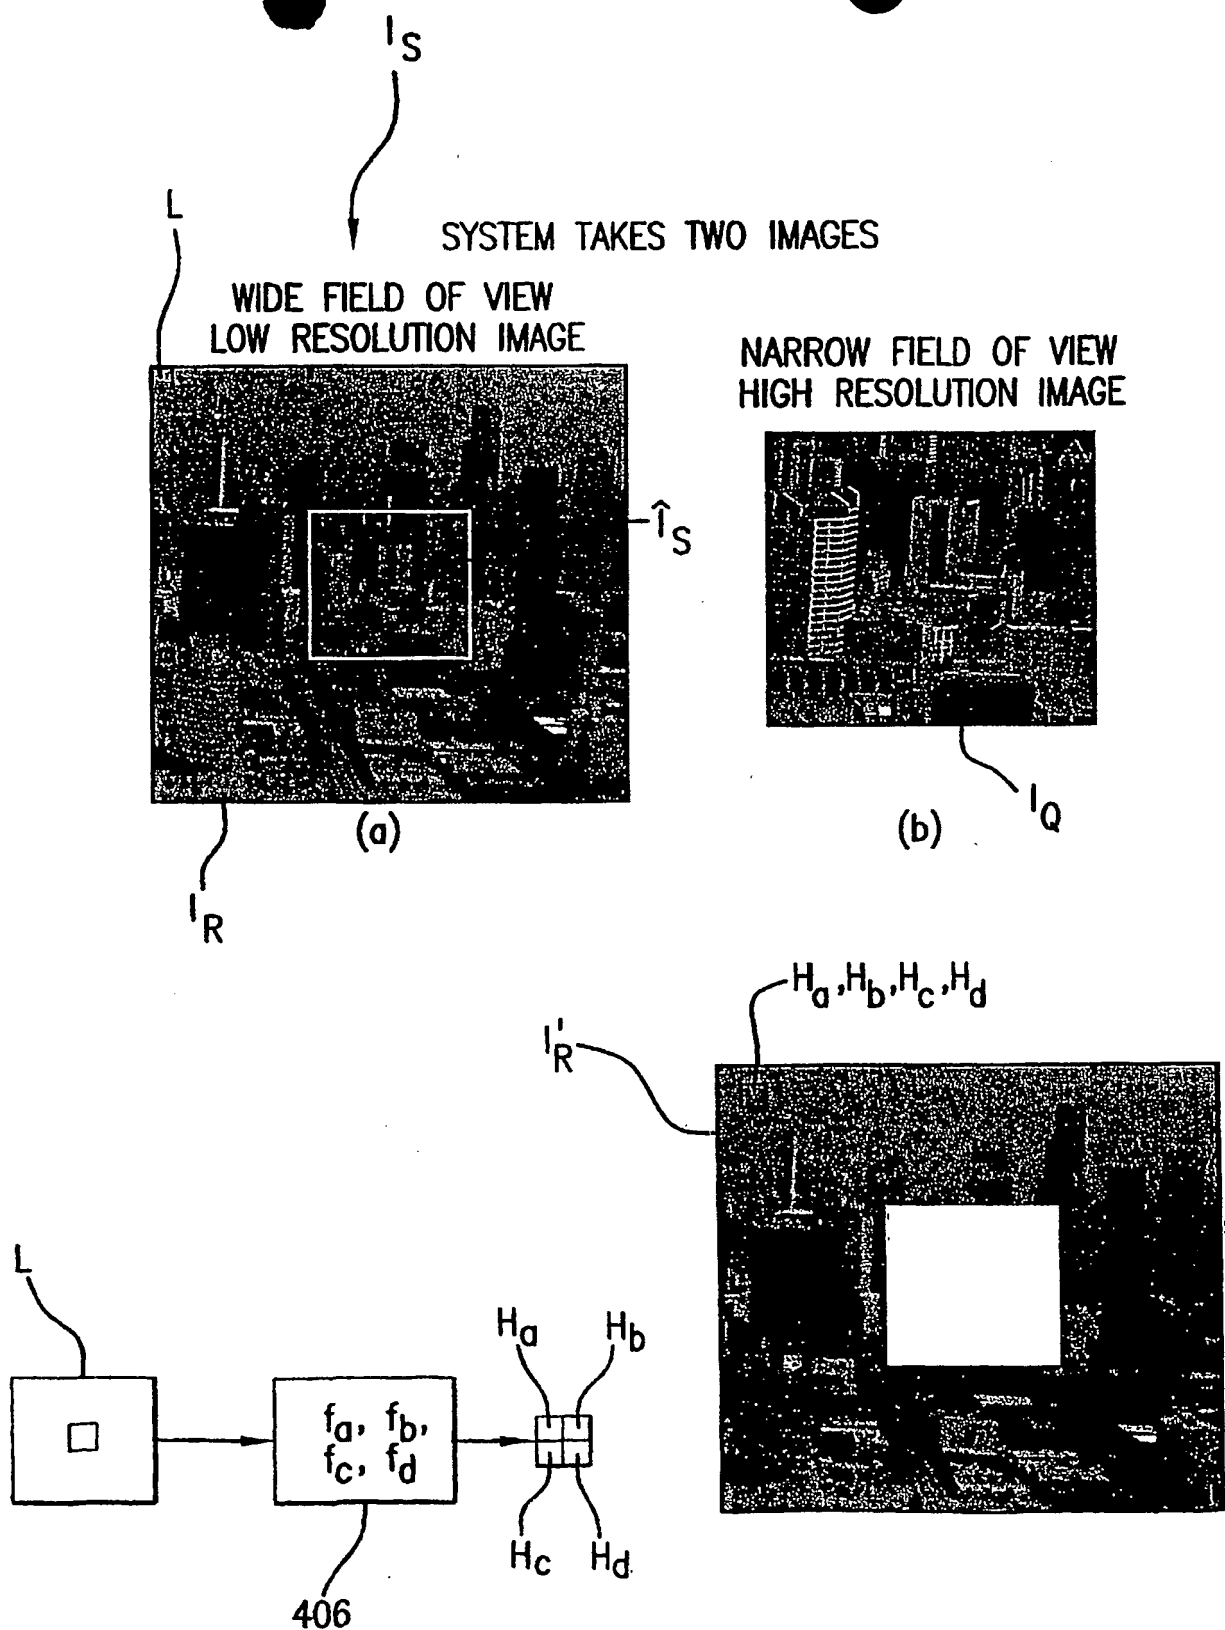 I_S
L
SYSTEM TAKES TWO IMAGES
WIDE FIELD OF VIEW
LOW RESOLUTION IMAGE
NARROW FIELD OF VIEW
HIGH RESOLUTION IMAGE
Î_S
(a)
(b)
I_Q
I_R
H_a, H_b, H_c, H_d
I'_R
L
H_a
H_b
f_a, f_b,
f_c, f_d
H_c
H_d
406